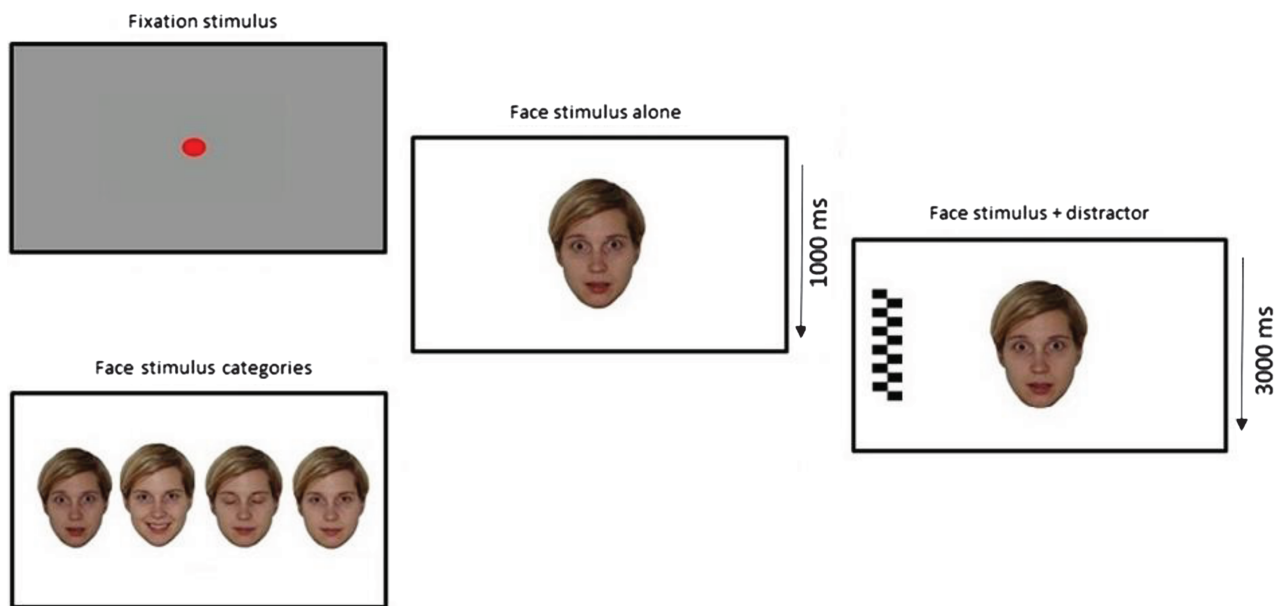 Fixation stimulus
Face stimulus alone
1000 ms
Face stimulus + distractor
3000 ms
Face stimulus categories